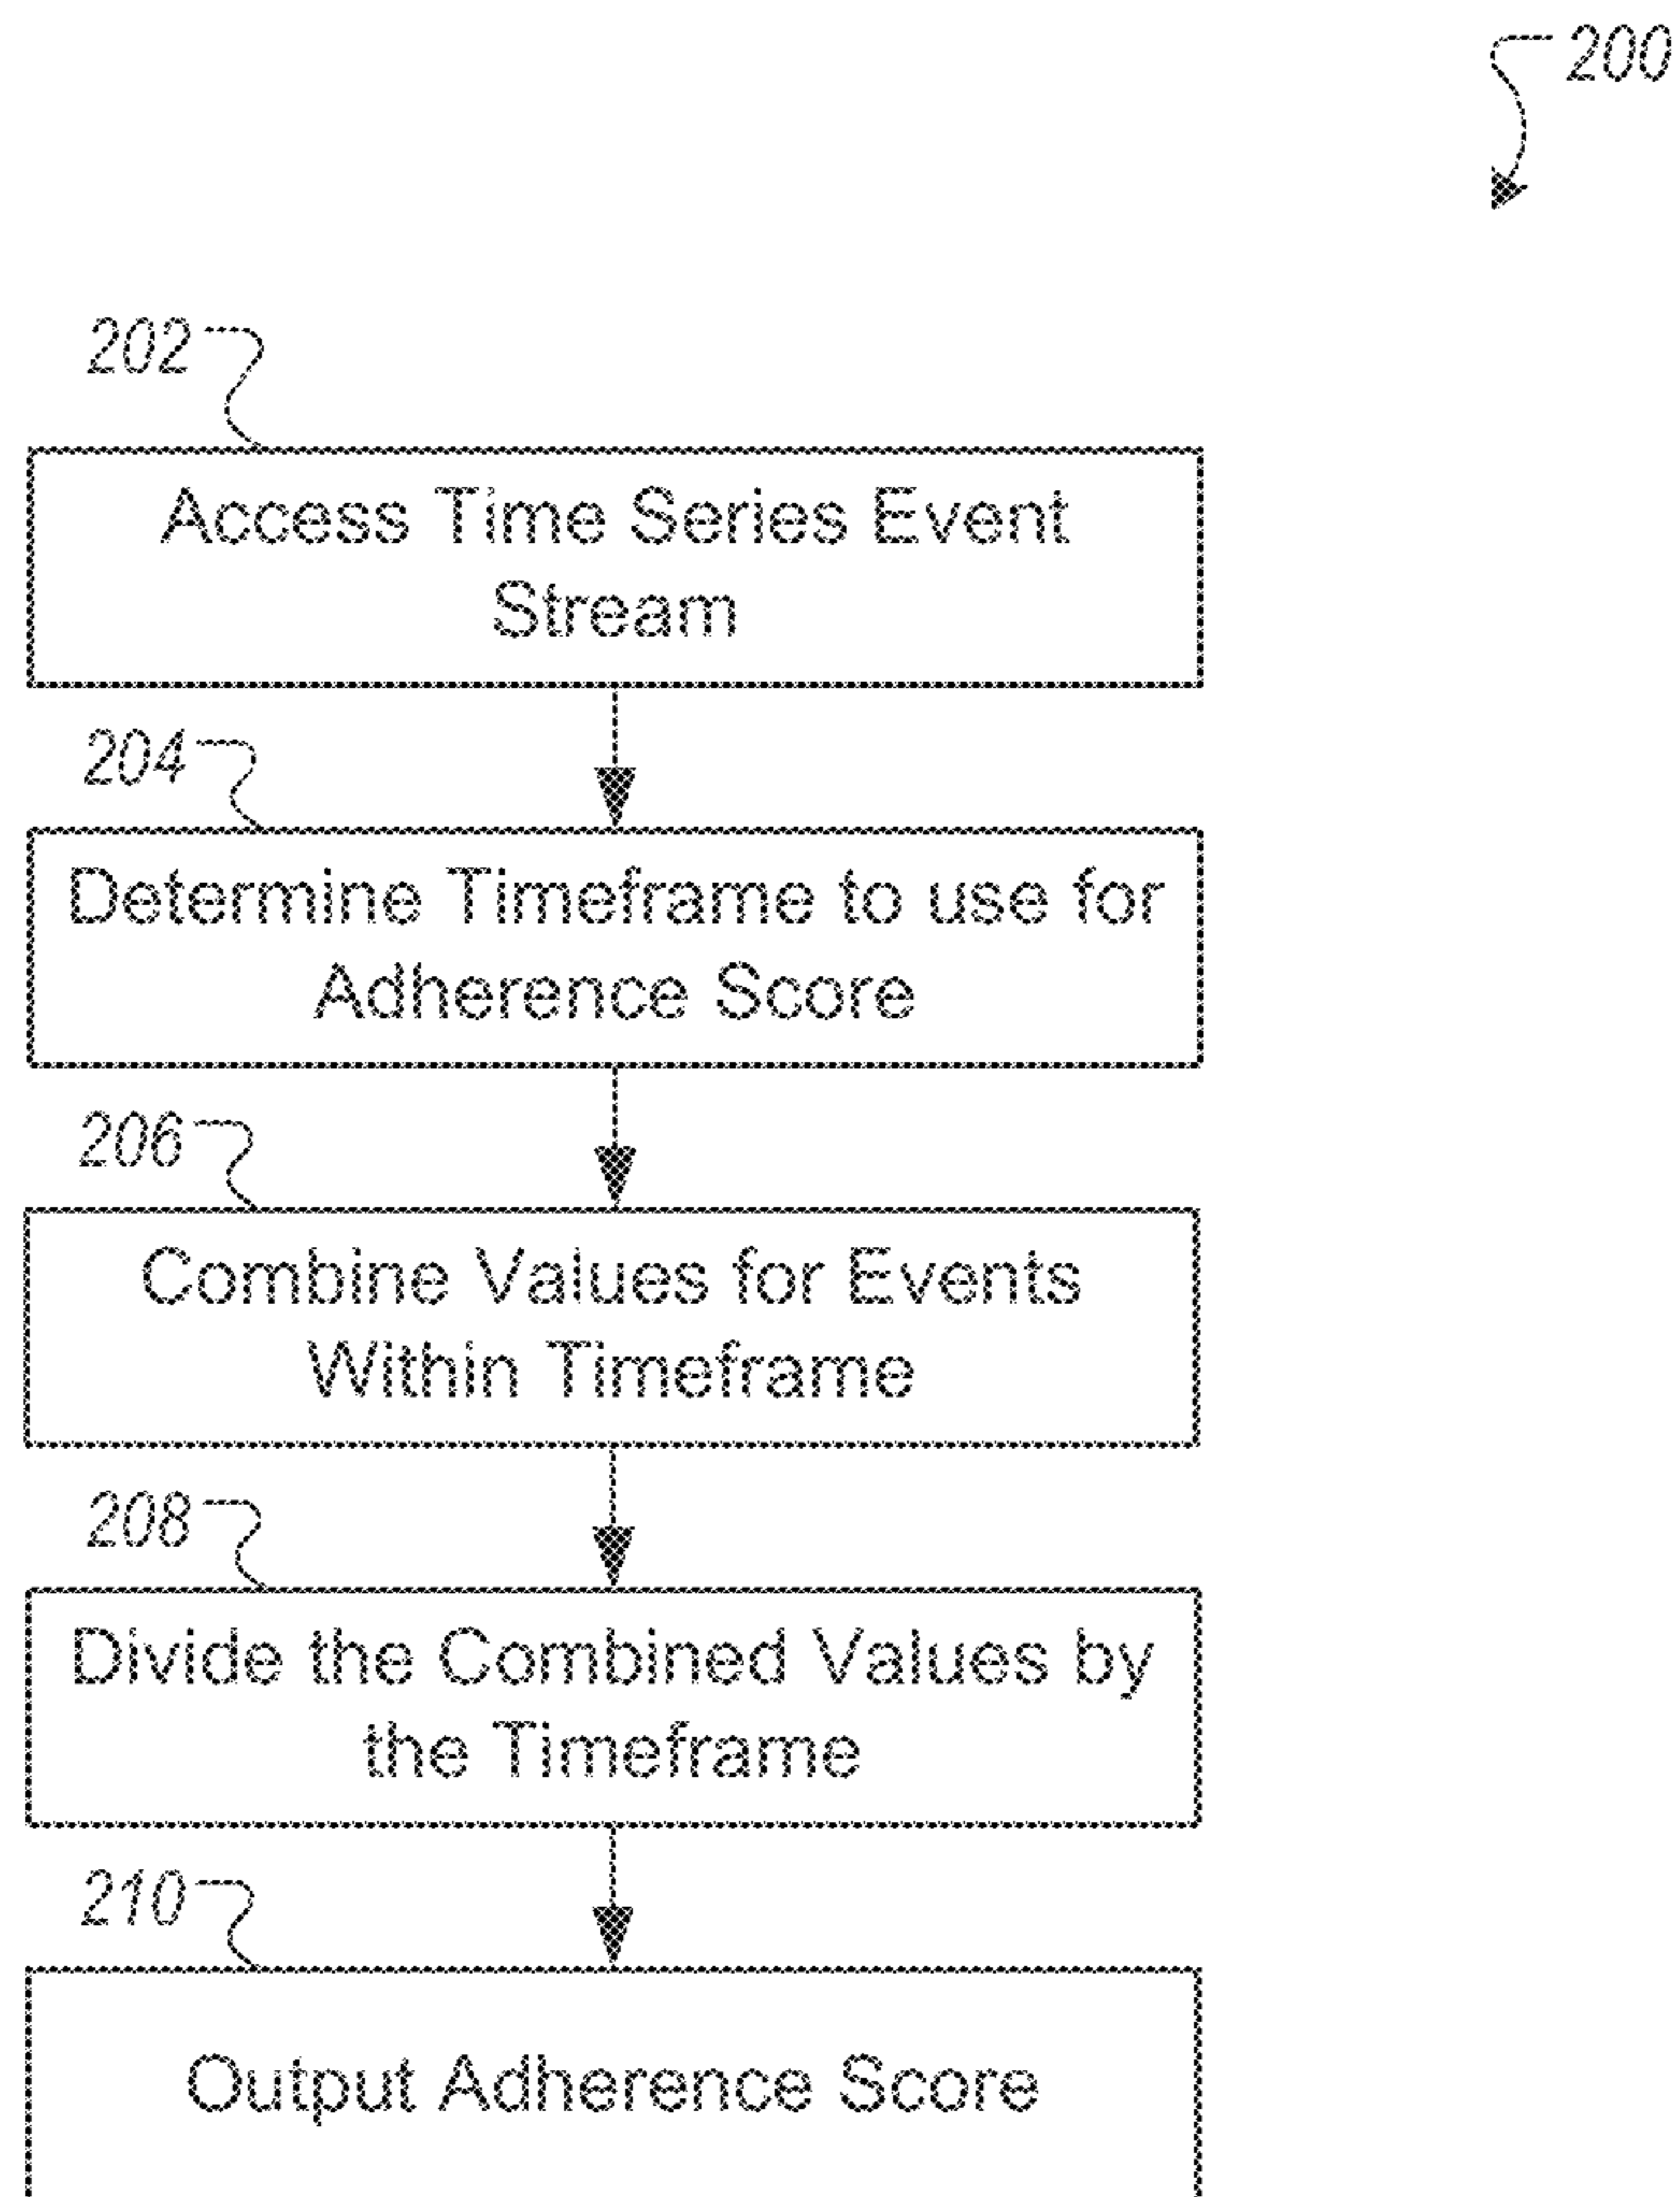 200
202
Access Time Series Event
Stream
204
Determine Timeframe to use for
Adherence Score
206
Combine Values for Events
Within Timeframe
208
Divide the Combined Values by
the Timeframe
210
Output Adherence Score